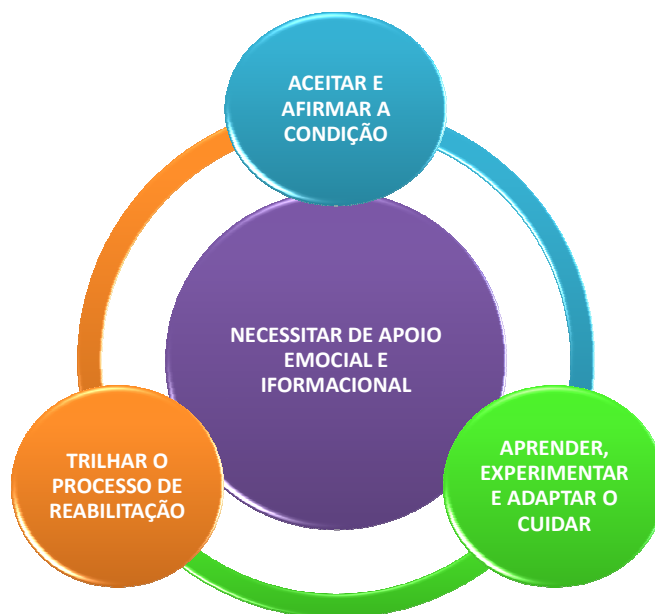 ACEITAR E
AFIRMAR A
CONDIÇÃO
NECESSITAR DE APOIO
EMOCIAL E
IFORMACIONAL
TRILHAR O
PROCESSO DE
REABILITAÇÃO
APRENDER,
EXPERIMENTAR
E ADAPTAR O
CUIDAR